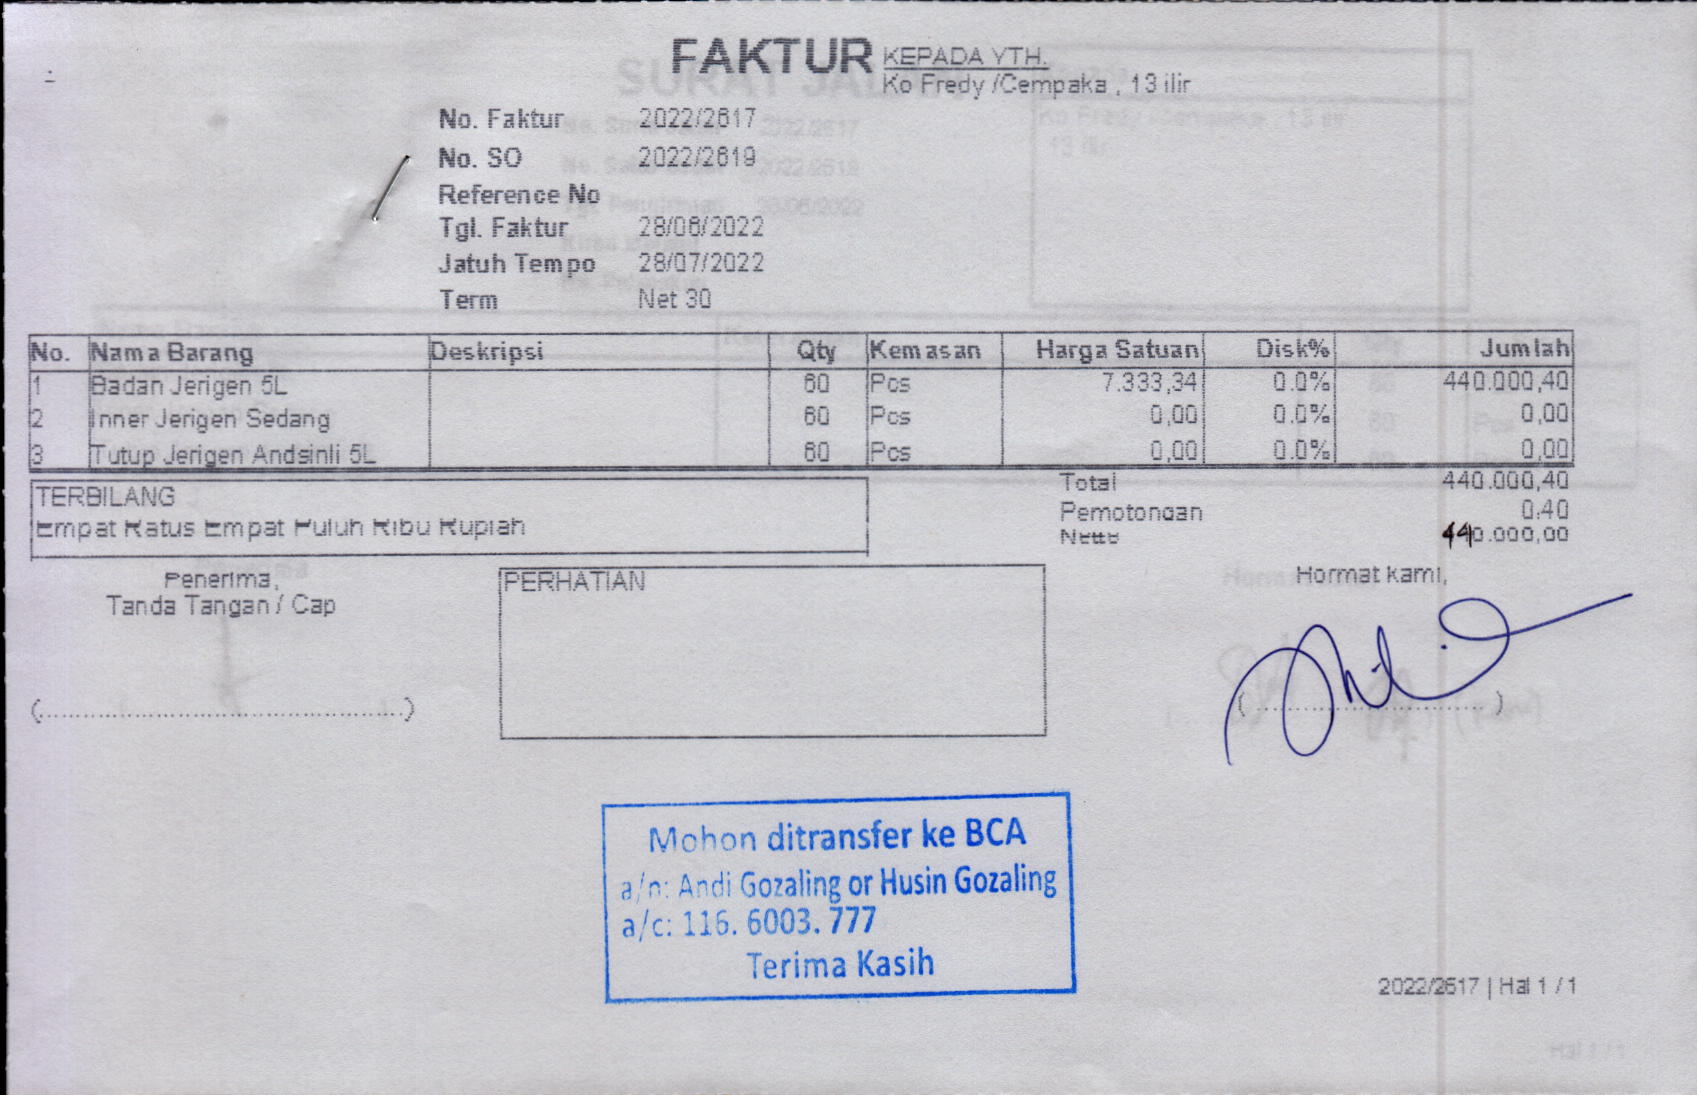 FAKTUR
KEPADA YTH.
Ko Fredy /Cempaka , 13 ilir
No. Faktur 2022/2617
No. SO 2022/2619
Reference No
Tgl. Faktur 28/06/2022
Jatuh Tempo 28/07/2022
Term Net 30
No. Nama Barang Deskripsi Qty Kemasan Harga Satuan Disk% Jumlah
1 Badan Jerigen 5L 60 Pcs 7.333,34 0.0% 440.000,40
2 Inner Jerigen Sedang 60 Pcs 0,00 0.0% 0,00
3 Tutup Jerigen Andsinli 5L 60 Pcs 0,00 0.0% 0,00
Total 440.000,40
TERBILANG
Pemotongan 0.40
Empat Ratus Empat Puluh Ribu Rupiah
Netto 440.000,00
Penerima,
Tanda Tangan / Cap
PERHATIAN
Hormat kami,
(......................................................)
(......................................)
Mohon ditransfer ke BCA
a/n: Andi Gozaling or Husin Gozaling
a/c: 116. 6003. 777
Terima Kasih
2022/2617 | Hal 1 / 1